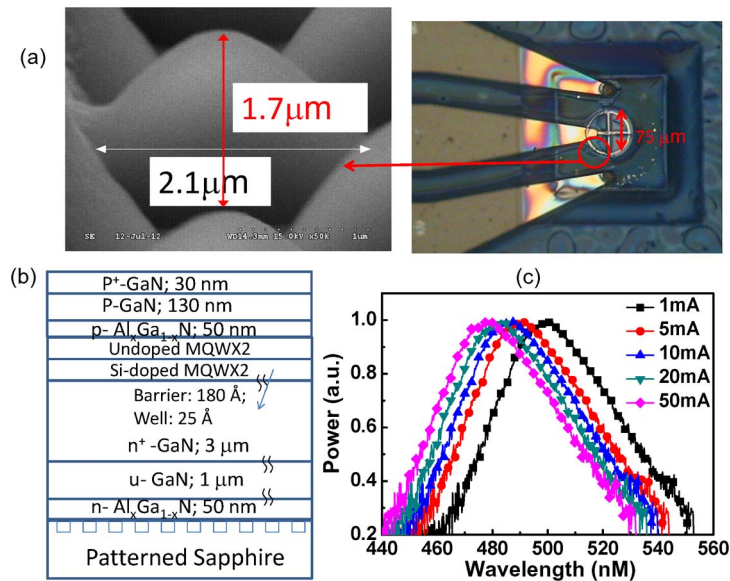 (a)
1.7μm
2.1μm
SE 12-Jul-12 WD14.3mm 15.0kV x50k 1um
75 μm
(b)
P⁺-GaN; 30 nm
P-GaN; 130 nm
p- AlₓGa₁₋ₓN; 50 nm
Undoped MQWX2
Si-doped MQWX2
Barrier: 180 Å;
Well: 25 Å
n⁺ -GaN; 3 μm
u- GaN; 1 μm
n- AlₓGa₁₋ₓN; 50 nm
Patterned Sapphire
(c)
Power (a.u.)
1.0
0.8
0.6
0.4
0.2
1mA
5mA
10mA
20mA
50mA
440 460 480 500 520 540 560
Wavelength (nM)